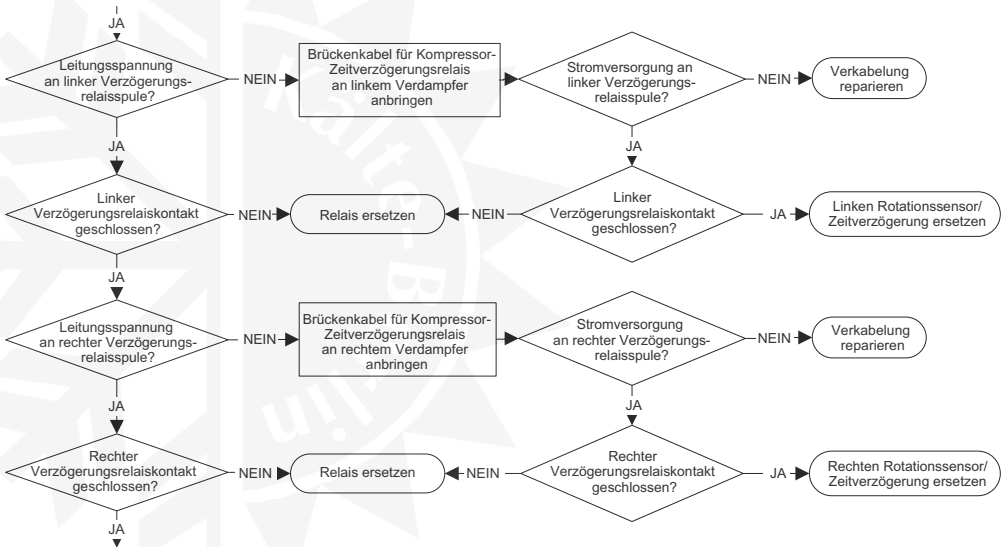 JA
Leitungsspannung
an linker Verzögerungs-
relaisspule?
NEIN
Brückenkabel für Kompressor-
Zeitverzögerungsrelais
an linkem Verdampfer
anbringen
Stromversorgung an
linker Verzögerungs-
relaisspule?
NEIN
Verkabelung
reparieren
JA
JA
Linker
Verzögerungsrelaiskontakt
geschlossen?
NEIN
Relais ersetzen
NEIN
Linker
Verzögerungsrelaiskontakt
geschlossen?
JA
Linken Rotationssensor/
Zeitverzögerung ersetzen
JA
Leitungsspannung
an rechter Verzögerungs-
relaisspule?
NEIN
Brückenkabel für Kompressor-
Zeitverzögerungsrelais
an rechtem Verdampfer
anbringen
Stromversorgung
an rechter Verzögerungs-
relaisspule?
NEIN
Verkabelung
reparieren
JA
JA
Rechter
Verzögerungsrelaiskontakt
geschlossen?
NEIN
Relais ersetzen
NEIN
Rechter
Verzögerungsrelaiskontakt
geschlossen?
JA
Rechten Rotationssensor/
Zeitverzögerung ersetzen
JA